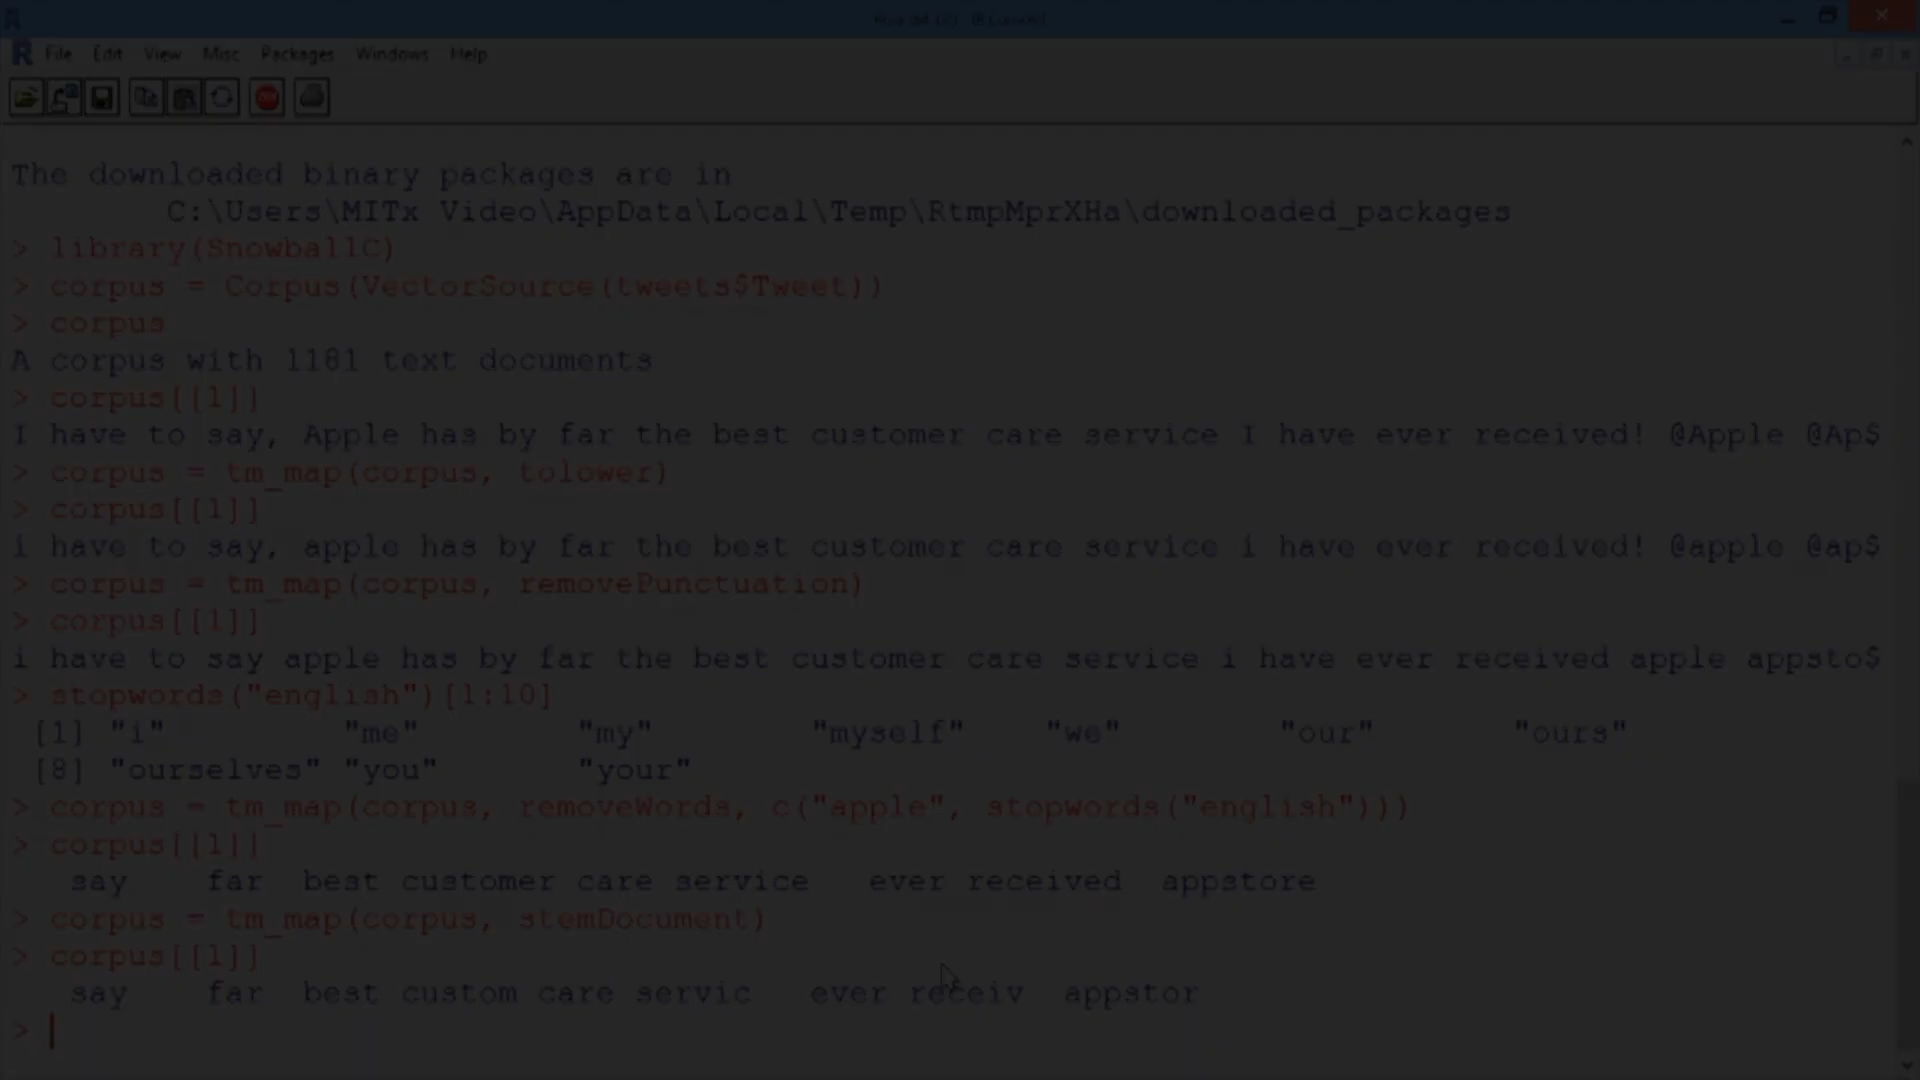 File Edit View Misc Packages Windows Help
The downloaded binary packages are in
C:\Users\MITx Video\AppData\Local\Temp\RtmpMprXHa\downloaded_packages
> library(SnowballC)
> corpus = Corpus(VectorSource(tweets$Tweet))
> corpus
A corpus with 1181 text documents
> corpus[[1]]
I have to say, Apple has by far the best customer care service I have ever received! @Apple @Ap$
> corpus = tm_map(corpus, tolower)
> corpus[[1]]
i have to say, apple has by far the best customer care service i have ever received! @apple @ap$
> corpus = tm_map(corpus, removePunctuation)
> corpus[[1]]
i have to say apple has by far the best customer care service i have ever received apple appsto$
> stopwords("english")[1:10]
[1] "i" "me" "my" "myself" "we" "our" "ours"
[8] "ourselves" "you" "your"
> corpus = tm_map(corpus, removeWords, c("apple", stopwords("english")))
> corpus[[1]]
say far best customer care service ever received appstore
> corpus = tm_map(corpus, stemDocument)
> corpus[[1]]
say far best custom care servic ever receiv appstor
>